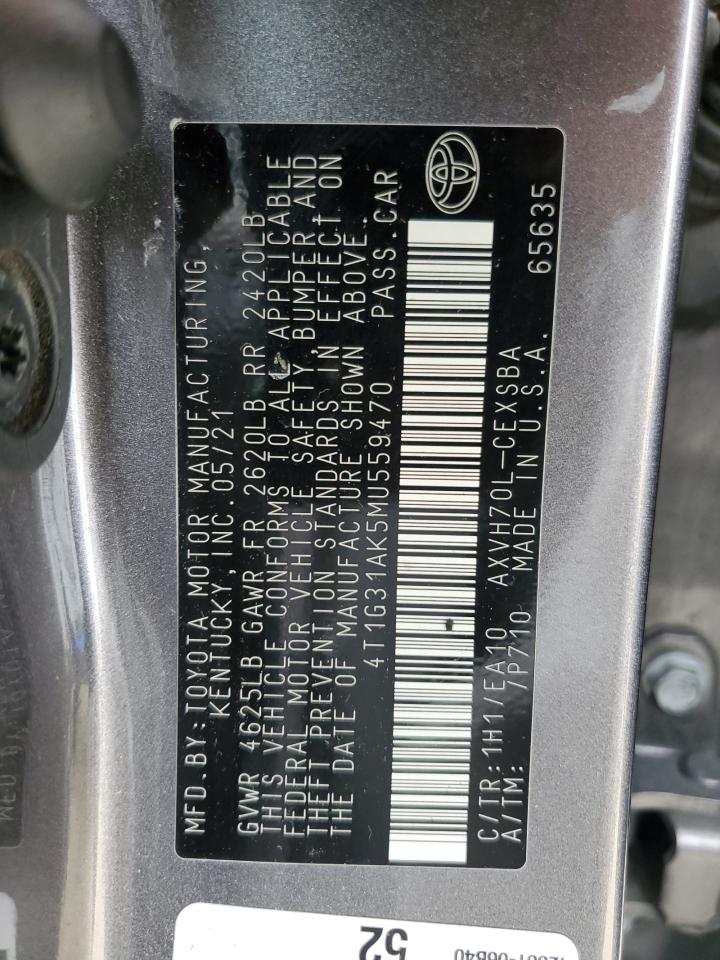 MFD.BY:TOYOTA MOTOR MANUFACTURING,
KENTUCKY, INC. 05/21
GVWR 4625LB GAWR FR 2620LB RR 2420LB
THIS VEHICLE CONFORMS TO ALL APPLICABLE
FEDERAL MOTOR VEHICLE SAFETY, BUMPER AND
THEFT PREVENTION STANDARDS IN EFFECT ON
THE DATE OF MANUFACTURE SHOWN ABOVE.
4T1G31AK5MU559470 PASS.CAR
C/TR:1H1/EA10 AXVH70L-CEXSBA
A/TM: /P710 MADE IN U.S.A. 65635
52